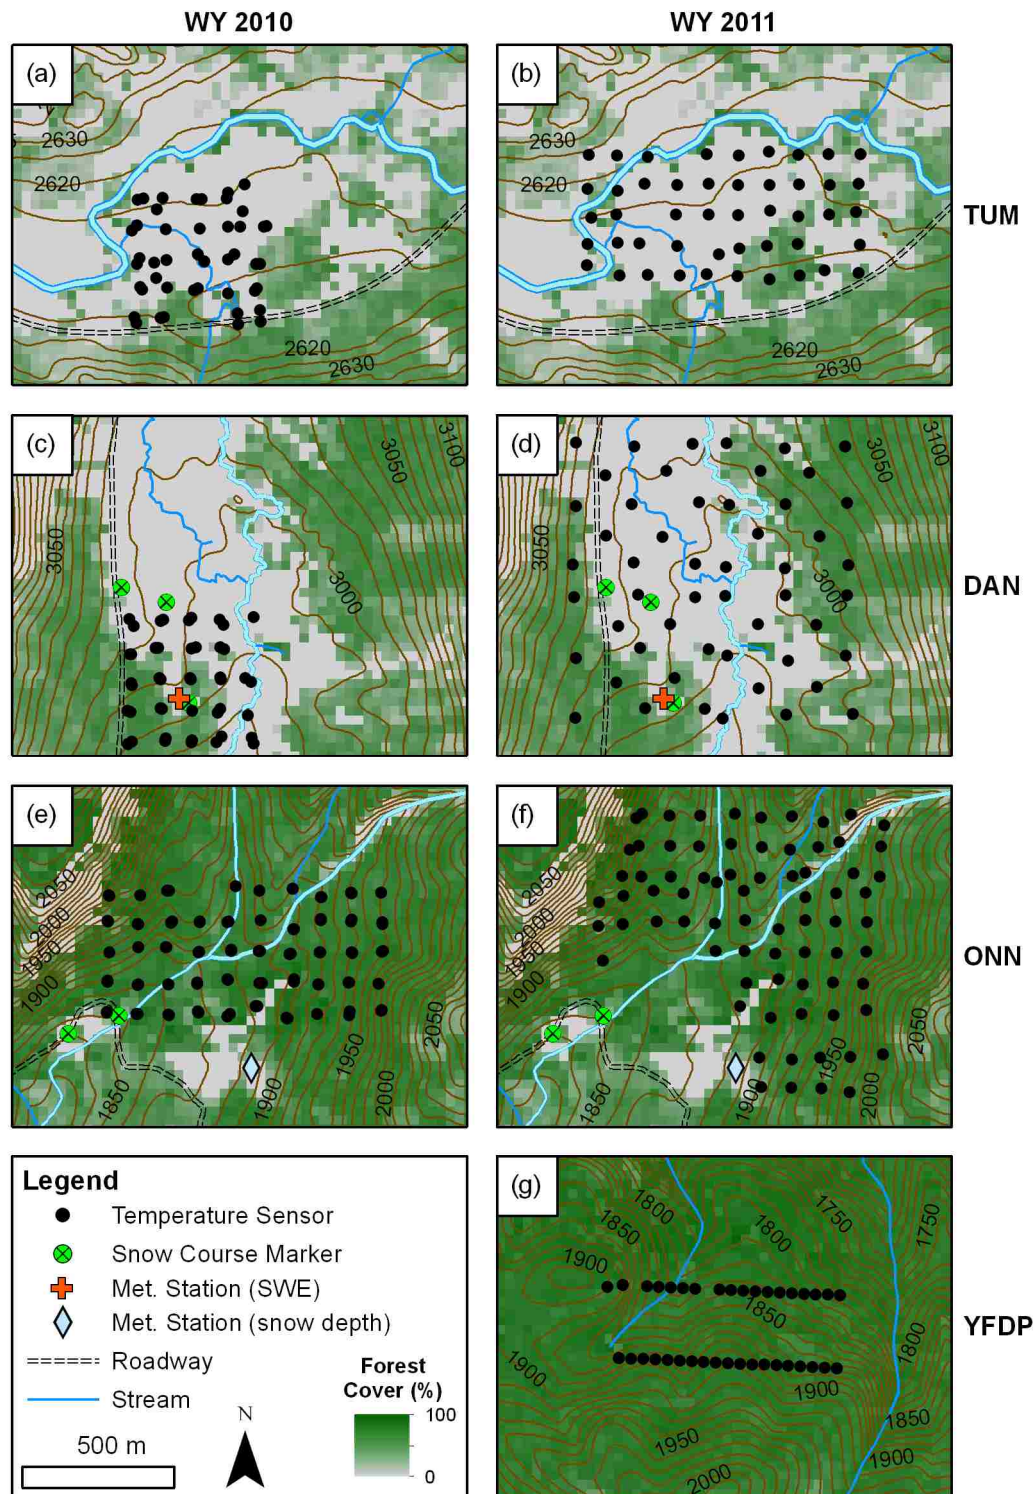 WY 2010
WY 2011
(a)
2630
2620
2620
2630
(b)
2630
2620
2620
2630
TUM
(c)
3050
3100
3050
3000
(d)
3050
3100
3050
3000
DAN
(e)
2050
2000
1950
1900
1850
1900
1950
2000
2050
(f)
2050
2000
1950
1900
1850
1900
1950
2000
2050
ONN
Legend
Temperature Sensor
Snow Course Marker
Met. Station (SWE)
Met. Station (snow depth)
Roadway
Stream
Forest
Cover (%)
100
0
N
500 m
(g)
1800
1850
1900
1800
1750
1750
1850
1800
1900
1900
1850
1950
1900
2000
YFDP